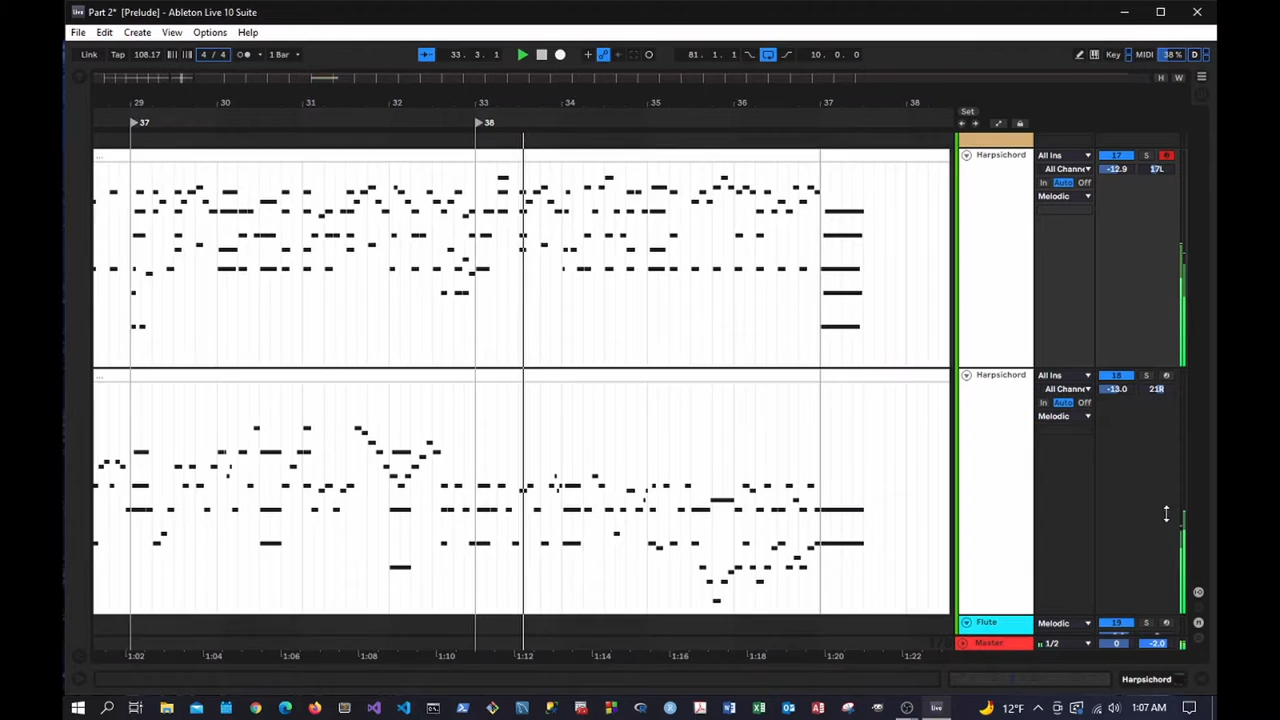 Live Part 2* [Prelude] - Ableton Live 10 Suite
File Edit Create View Options Help
Link Tap 108.17 4 / 4 1 Bar 33. 3. 1 81. 1. 1 10. 0. 0 Key MIDI 38 % D
H W
29 30 31 32 33 34 35 36 37 38
Set
37 38
...
Harpsichord All Ins 17 S
All Channe -12.9 17L
In Auto Off
Melodic
...
Harpsichord All Ins 18 S
All Channe -13.0 21R
In Auto Off
Melodic
Flute Melodic 19 S
Master 1/2 0 -2.0
1:02 1:04 1:06 1:08 1:10 1:12 1:14 1:16 1:18 1:20 1:22
Harpsichord
12°F 1:07 AM